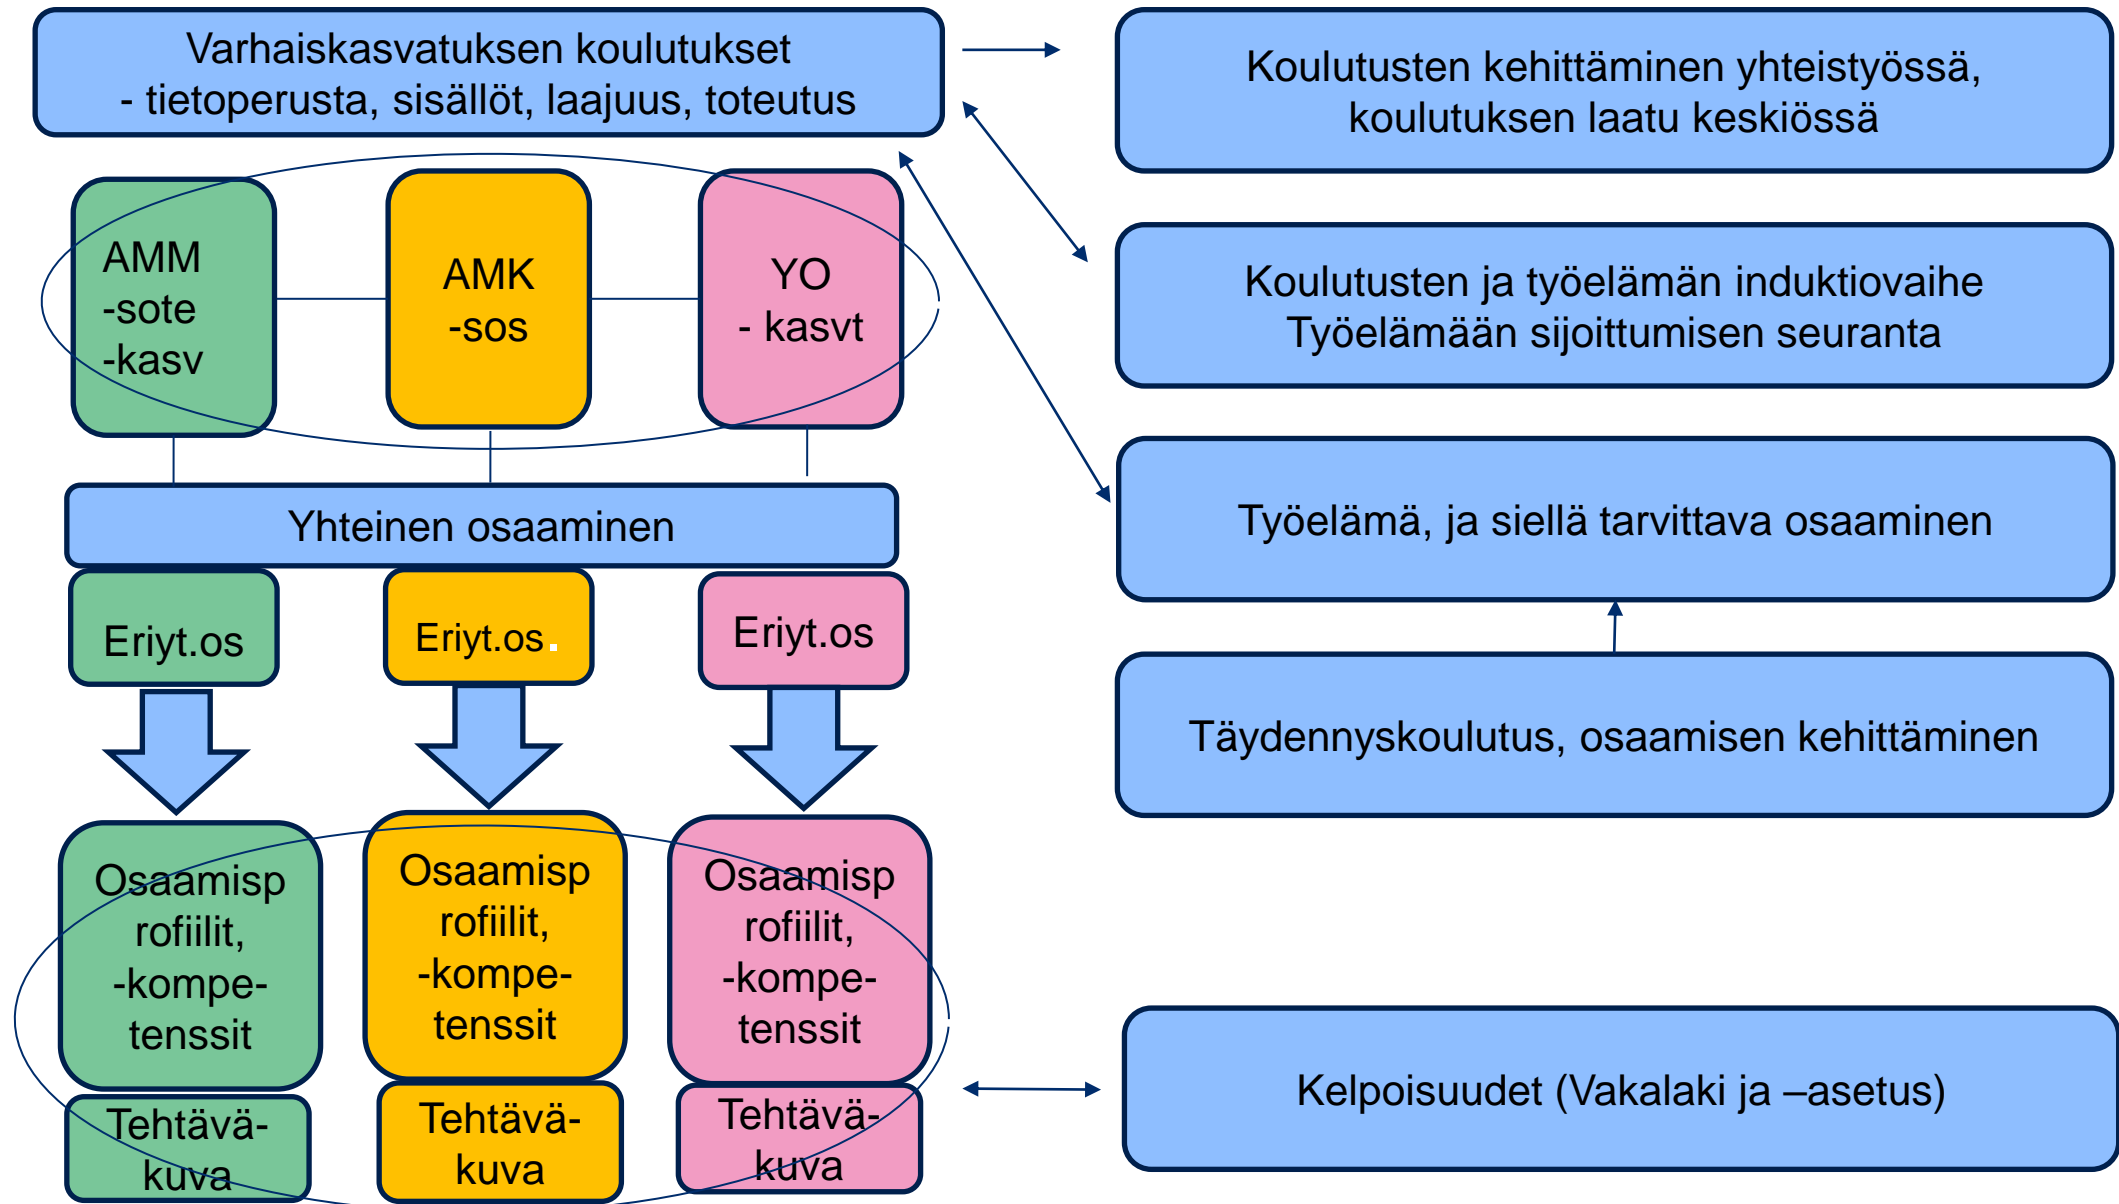 Varhaiskasvatuksen koulutukset
- tietoperusta, sisällöt, laajuus, toteutus
AMM
-sote
-kasv
AMK
-sos
YO
- kasvt
Yhteinen osaaminen
Eriyt.os
Eriyt.os.
Eriyt.os
Osaamisp
rofiilit,
-kompe-
tenssit
Osaamisp
rofiilit,
-kompe-
tenssit
Osaamisp
rofiilit,
-kompe-
tenssit
Tehtävä-
kuva
Tehtävä-
kuva
Tehtävä-
kuva
Koulutusten kehittäminen yhteistyössä,
koulutuksen laatu keskiössä
Koulutusten ja työelämän induktiovaihe
Työelämään sijoittumisen seuranta
Työelämä, ja siellä tarvittava osaaminen
Täydennyskoulutus, osaamisen kehittäminen
Kelpoisuudet (Vakalaki ja –asetus)